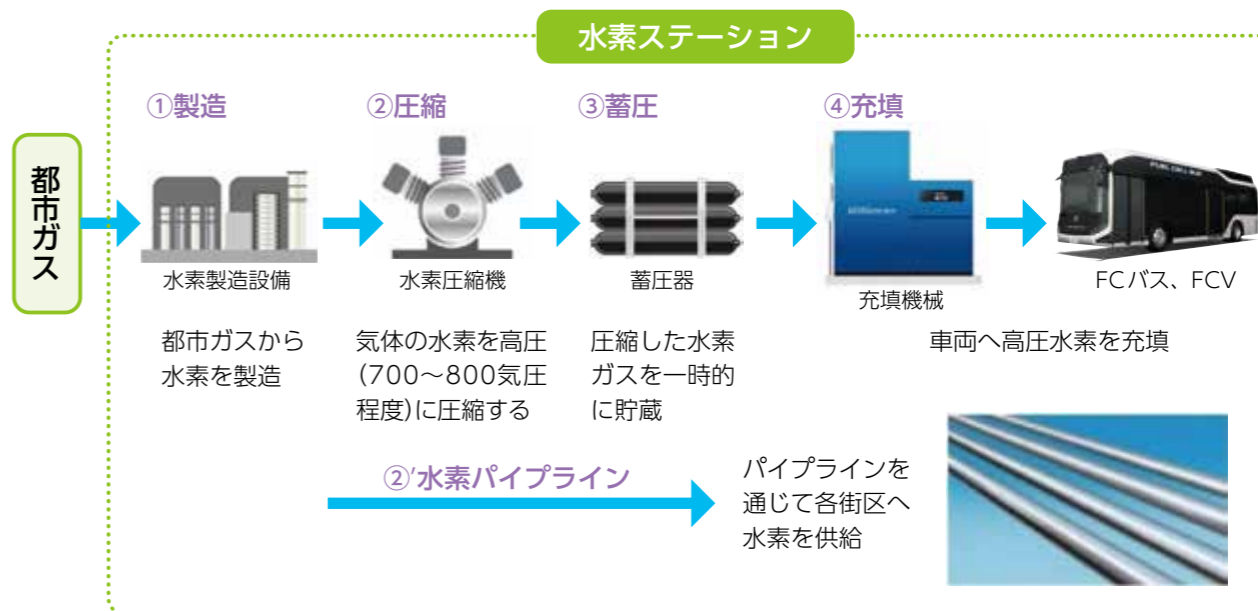 水素ステーション
都市ガス
①製造
水素製造設備
都市ガスから
水素を製造
②圧縮
水素圧縮機
気体の水素を高圧
(700〜800気圧
程度)に圧縮する
③蓄圧
蓄圧器
圧縮した水素
ガスを一時的
に貯蔵
④充填
充填機械
FUEL CELL BUS
FCバス、FCV
車両へ高圧水素を充填
②’水素パイプライン
パイプラインを
通じて各街区へ
水素を供給